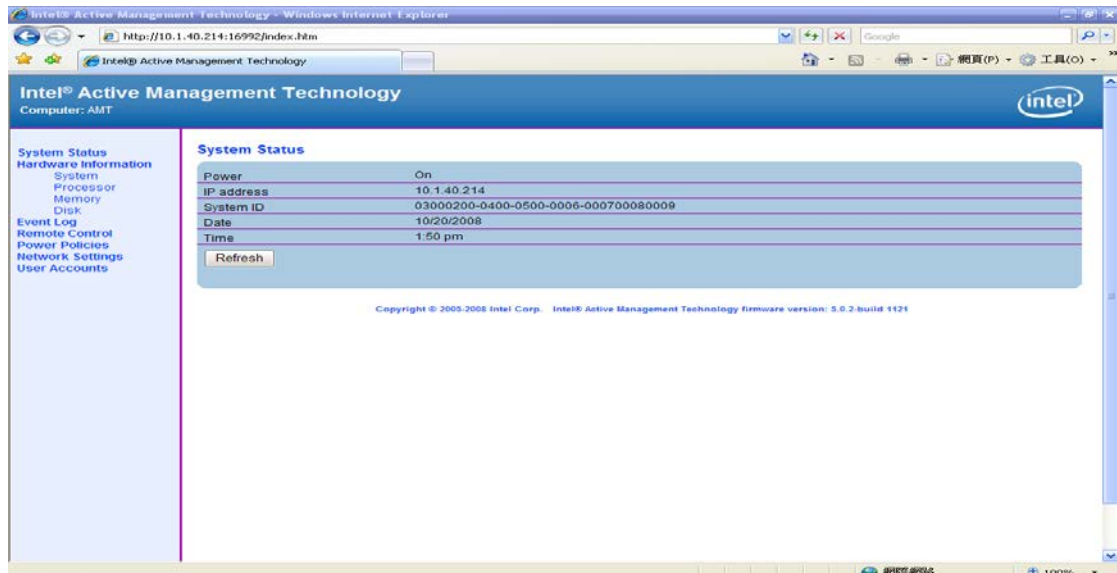 Intel® Active Management Technology - Windows Internet Explorer
http://10.1.40.214:16992/index.htm
Google
Intel® Active Management Technology
網頁(P)
工具(O)
Intel® Active Management Technology
Computer: AMT
intel
System Status
Hardware Information
System
Processor
Memory
Disk
Event Log
Remote Control
Power Policies
Network Settings
User Accounts
System Status
Power On
IP address 10.1.40.214
System ID 03000200-0400-0500-0006-000700080009
Date 10/20/2008
Time 1:50 pm
Refresh
Copyright © 2005-2008 Intel Corp. Intel® Active Management Technology firmware version: 5.0.2-build 1121
100%